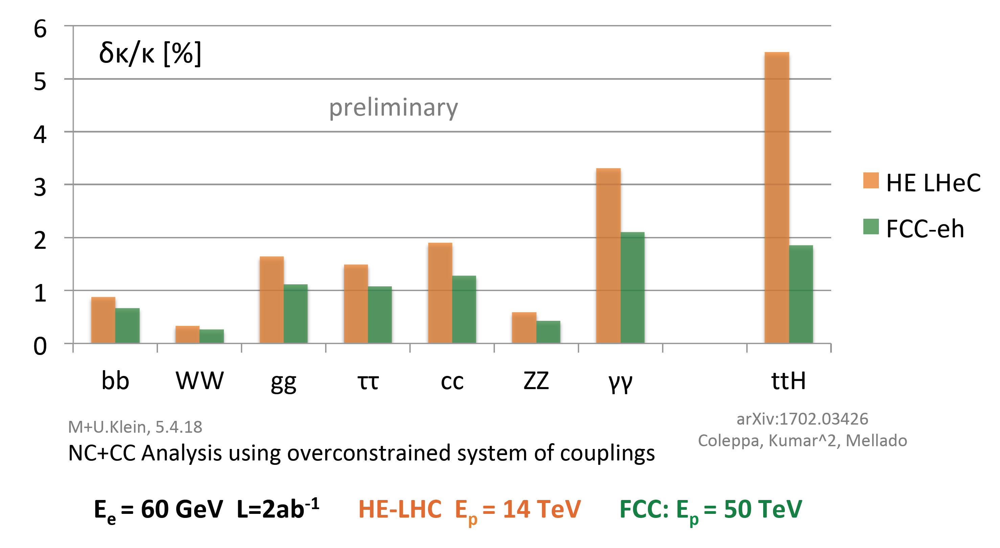 6
δκ/κ [%]
5
preliminary
4
3
HE LHeC
2
FCC-eh
1
0
bb WW gg ττ cc ZZ γγ ttH
M+U.Klein, 5.4.18
arXiv:1702.03426
Coleppa, Kumar^2, Mellado
NC+CC Analysis using overconstrained system of couplings
Ee = 60 GeV L=2ab-1 HE-LHC Ep = 14 TeV FCC: Ep = 50 TeV